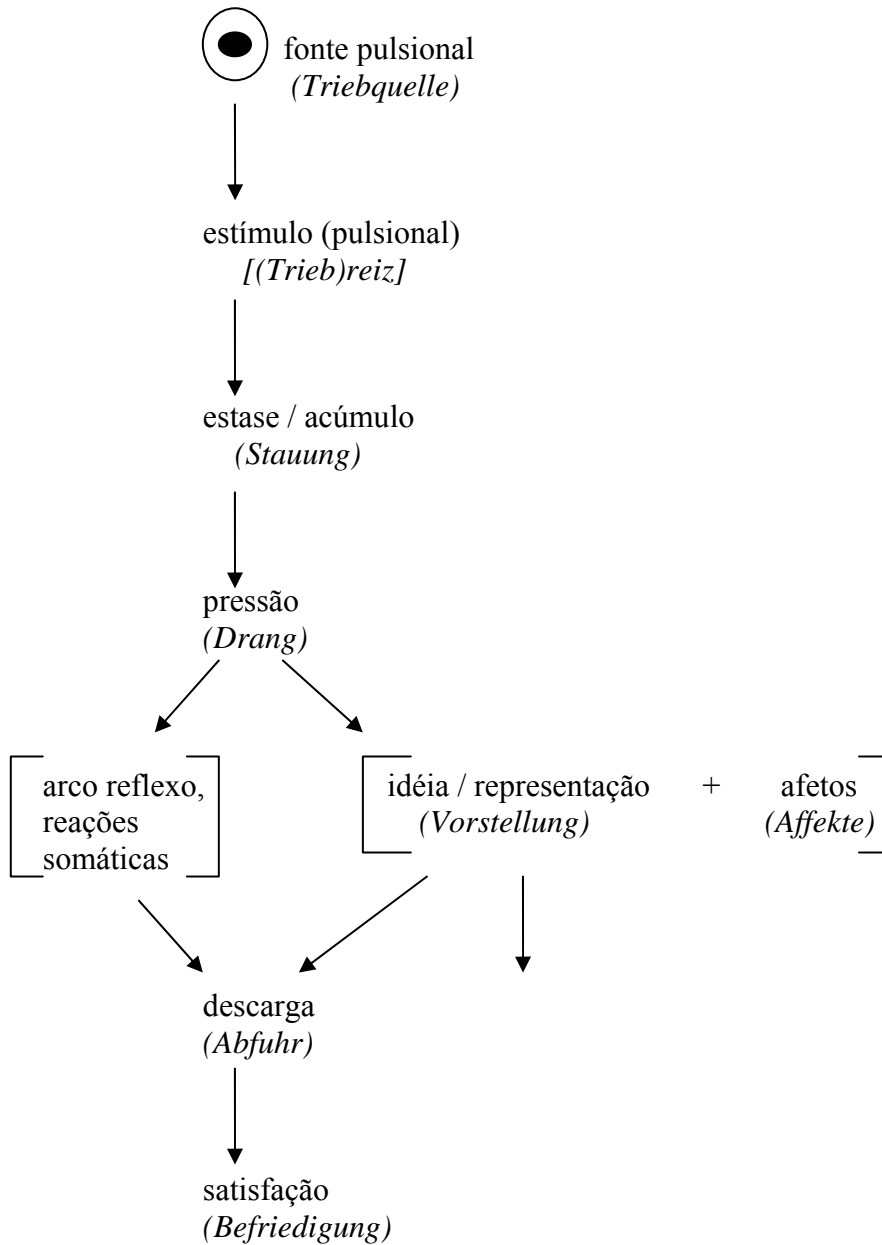 fonte pulsional
(Triebquelle)
estímulo (pulsional)
[(Trieb)reiz]
estase / acúmulo
(Stauung)
pressão
(Drang)
arco reflexo,
reações
somáticas
idéia / representação + afetos
(Vorstellung) (Affekte)
descarga
(Abfuhr)
satisfação
(Befriedigung)